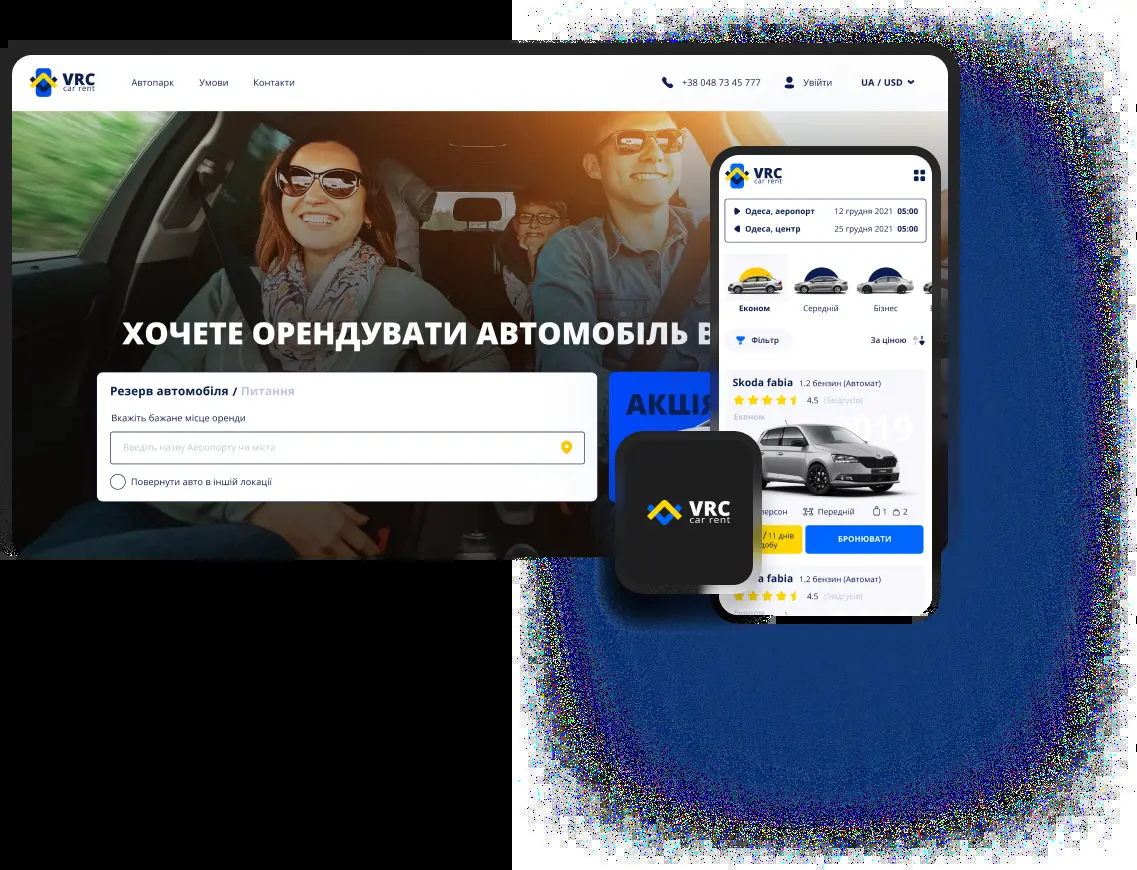 VRC
car rent
Автопарк
Умови
Контакти
+38 048 73 45 777
Увійти
UA / USD
ХОЧЕТЕ ОРЕНДУВАТИ АВТОМОБІЛЬ В
Резерв автомобіля / Питання
Вкажіть бажане місце оренди
Введіть назву Аеропорту чи міста
Повернути авто в іншій локації
АКЦІЯ
VRC
car rent
VRC
car rent
Одеса, аеропорт 12 грудня 2021 05:00
Одеса, центр 25 грудня 2021 05:00
Економ
Середній
Бізнес
Фільтр
За ціною
Skoda fabia 1.2 бензин (Автомат)
4.5 (5відгуків)
Економ
2019
персон
Передній
1
2
/ 11 днів
добу
БРОНЮВАТИ
a fabia 1.2 бензин (Автомат)
4.5 (5відгуків)